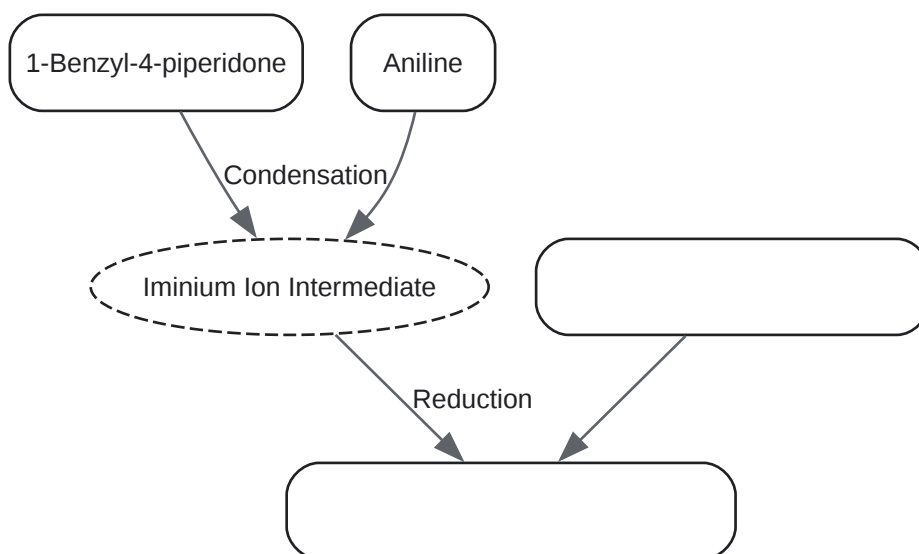 1-Benzyl-4-piperidone
Aniline
Condensation
Iminium Ion Intermediate
Reduction